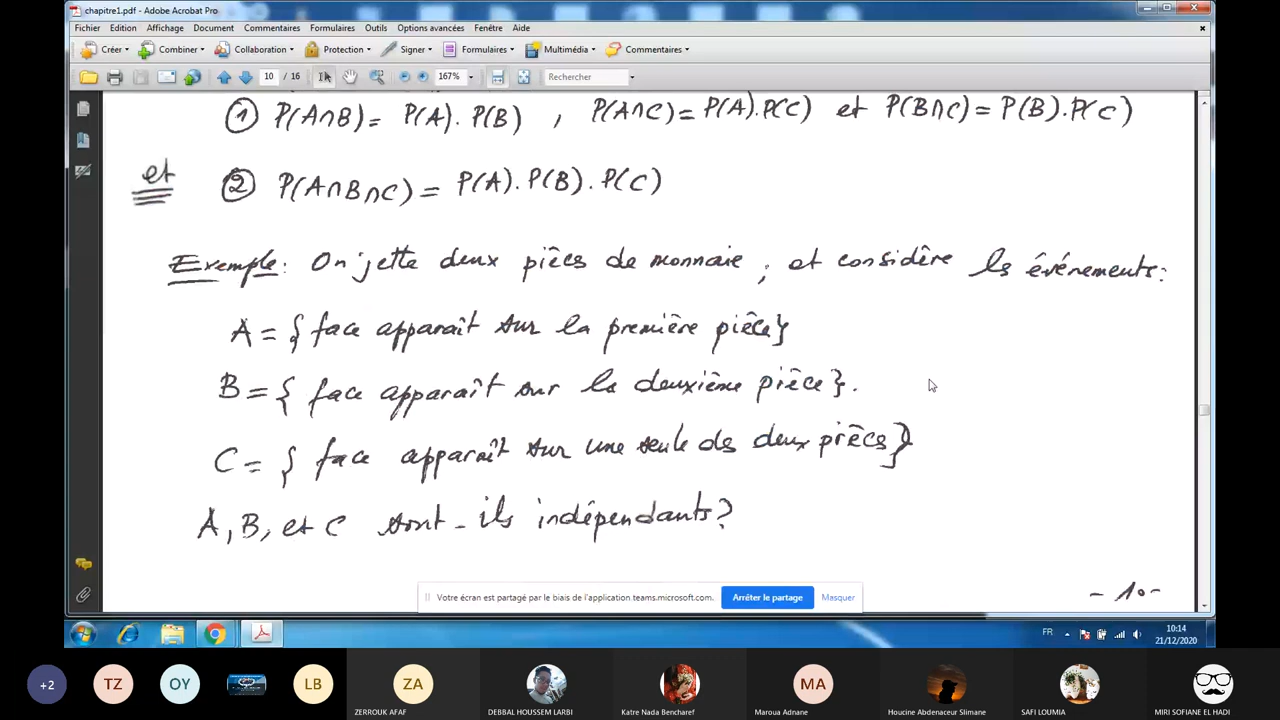 chapitre1.pdf - Adobe Acrobat Pro
Fichier Edition Affichage Document Commentaires Formulaires Outils Options avancées Fenêtre Aide
Créer Combiner Collaboration Protection Signer Formulaires Multimédia Commentaires
10 / 16 167% Rechercher
① P(A∩B) = P(A). P(B) , P(A∩C) = P(A).P(C) et P(B∩C) = P(B).P(C)
et ② P(A∩B∩C) = P(A). P(B). P(C)
Exemple: On jette deux pièces de monnaie, et considère les événements:
A = { face apparaît sur la première pièce}
B = { face apparaît sur la deuxième pièce}.
C = { face apparaît sur une seule des deux pièces}
A, B, et C sont-ils indépendants?
Votre écran est partagé par le biais de l'application teams.microsoft.com. Arrêter le partage Masquer
- 10 -
FR 10:14
21/12/2020
+2 TZ OY LB ZA MA
ZERROUK AFAF DEBBAL HOUSSEM LARBI Katre Nada Bencharef Maroua Adnane Houcine Abdenaceur Slimane SAFI LOUMIA MIRI SOFIANE EL HADI